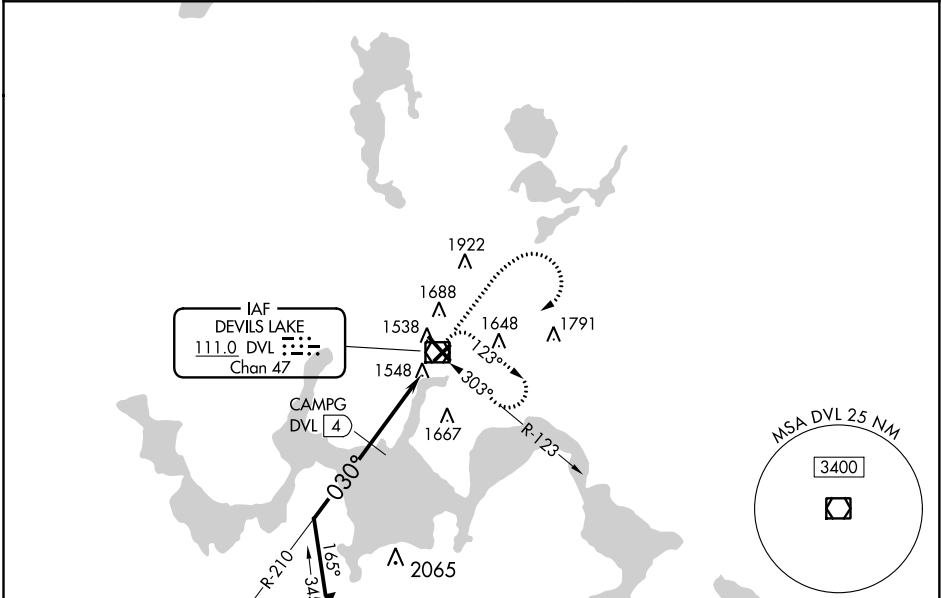 1922
1688
IAF
DEVILS LAKE
111.0 DVL
Chan 47
1538
1648
1791
123°
1548
303°
CAMPG
DVL 4
1667
R-123
MSA DVL 25 NM
3400
030°
R-210
165°
2065